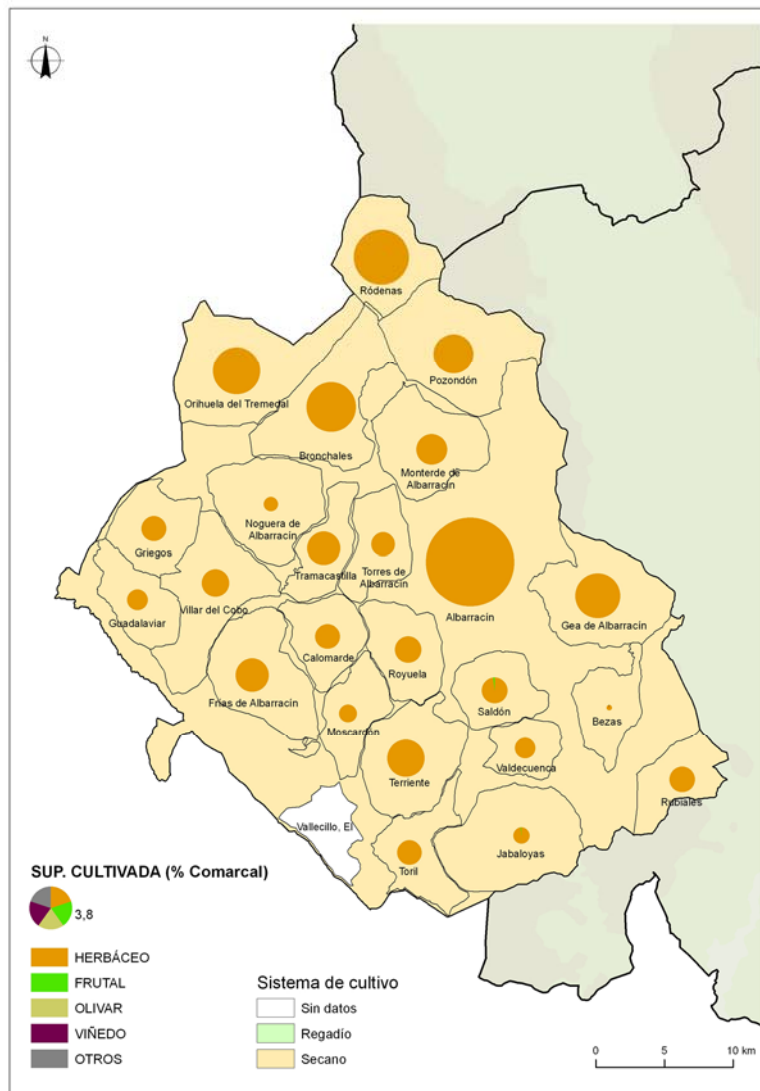 N
Ródenas
Pozondón
Orihuela del Tremedal
Bronchales
Monterde de
Albarracín
Noguera de
Albarracín
Griegos
Tramacastilla
Torres de
Albarracín
Albarracín
Gea de Albarracín
Villar del Cobo
Guadalaviar
Calomarde
Royuela
Frías de Albarracín
Saldón
Bezas
Moscardón
Valdecuenca
Terriente
Rubiales
Vallecillo, El
Jabaloyas
Toril
SUP. CULTIVADA (% Comarcal)
3,8
HERBÁCEO
FRUTAL
OLIVAR
VIÑEDO
OTROS
Sistema de cultivo
Sin datos
Regadío
Secano
0 5 10 km